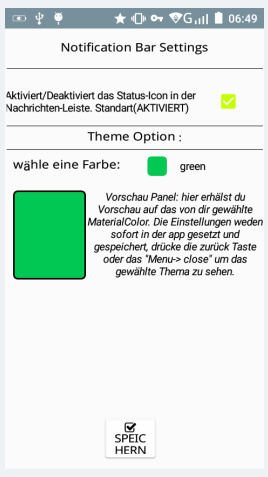 G 06:49
Notification Bar Settings
Aktiviert/Deaktiviert das Status-Icon in der
Nachrichten-Leiste. Standart(AKTIVIERT)
Theme Option :
wähle eine Farbe: green
Vorschau Panel: hier erhälst du
Vorschau auf das von dir gewählte
MaterialColor. Die Einstellungen weden
sofort in der app gesetzt und
gespeichert, drücke die zurück Taste
oder das "Menu-> close" um das
gewählte Thema zu sehen.
SPEIC
HERN